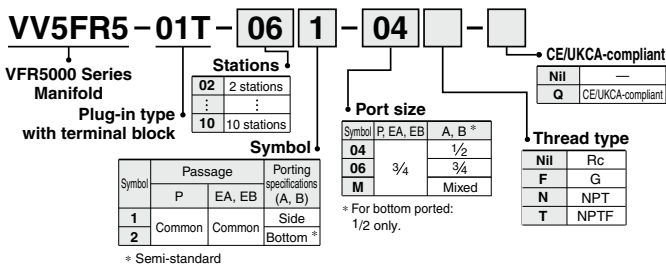 VV5FR5-01T-06 1-04 -
VFR5000 Series
Manifold
Plug-in type
with terminal block
Stations
02 2 stations
⋮ ⋮
10 10 stations
Symbol
Symbol Passage Porting specifications (A, B)
P EA, EB
1 Common Common Side
2 Bottom *
* Semi-standard
Port size
Symbol P, EA, EB A, B *
04 3/4 1/2
06 3/4
M Mixed
* For bottom ported:
1/2 only.
CE/UKCA-compliant
Nil —
Q CE/UKCA-compliant
Thread type
Nil Rc
F G
N NPT
T NPTF